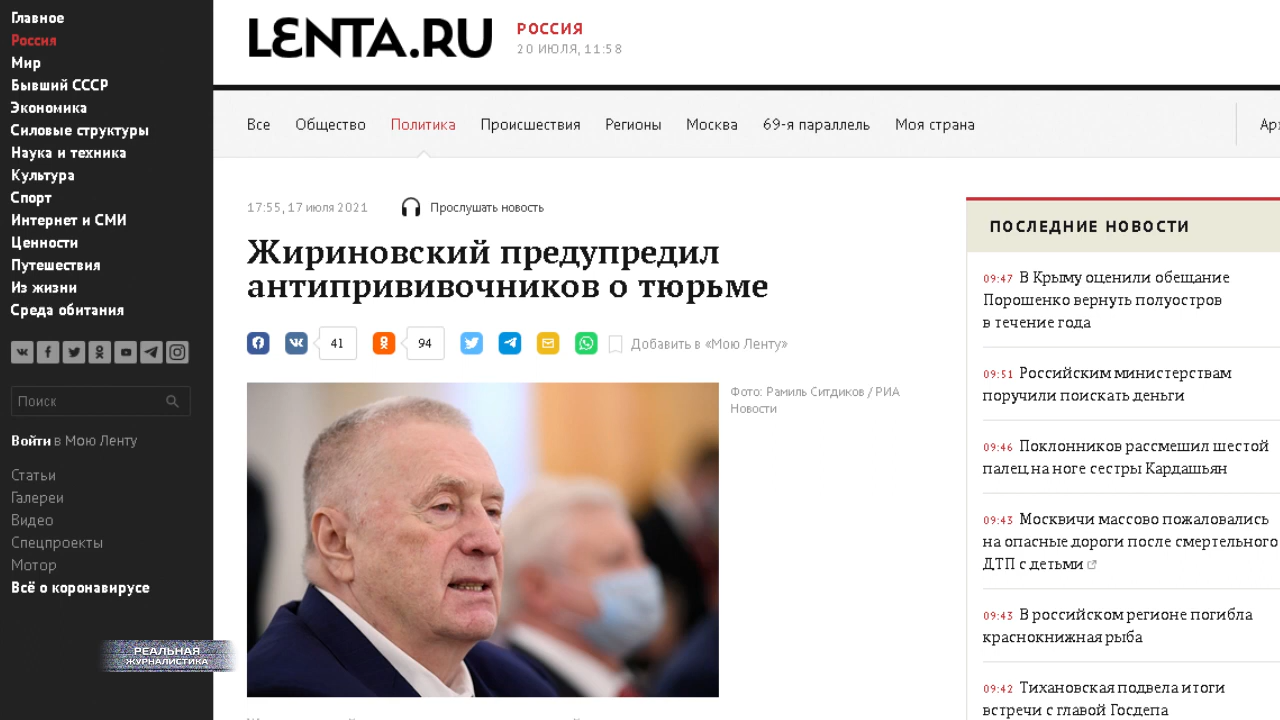 Главное
Россия
Мир
Бывший СССР
Экономика
Силовые структуры
Наука и техника
Культура
Спорт
Интернет и СМИ
Ценности
Путешествия
Из жизни
Среда обитания
Поиск
Войти в Мою Ленту
Статьи
Галереи
Видео
Спецпроекты
Мотор
Всё о коронавирусе
РЕАЛЬНАЯ
ЖУРНАЛИСТИКА
LENTA.RU
РОССИЯ
20 ИЮЛЯ, 11:58
Все Общество Политика Происшествия Регионы Москва 69-я параллель Моя страна
17:55, 17 июля 2021 Прослушать новость
Жириновский предупредил
антипрививочников о тюрьме
41 94 Добавить в «Мою Ленту»
Фото: Рамиль Ситдиков / РИА
Новости
ПОСЛЕДНИЕ НОВОСТИ
09:47 В Крыму оценили обещание
Порошенко вернуть полуостров
в течение года
09:51 Российским министерствам
поручили поискать деньги
09:46 Поклонников рассмешил шестой
палец на ноге сестры Кардашьян
09:43 Москвичи массово пожаловались
на опасные дороги после смертельного
ДТП с детьми
09:43 В российском регионе погибла
краснокнижная рыба
09:42 Тихановская подвела итоги
встречи с главой Госдепа